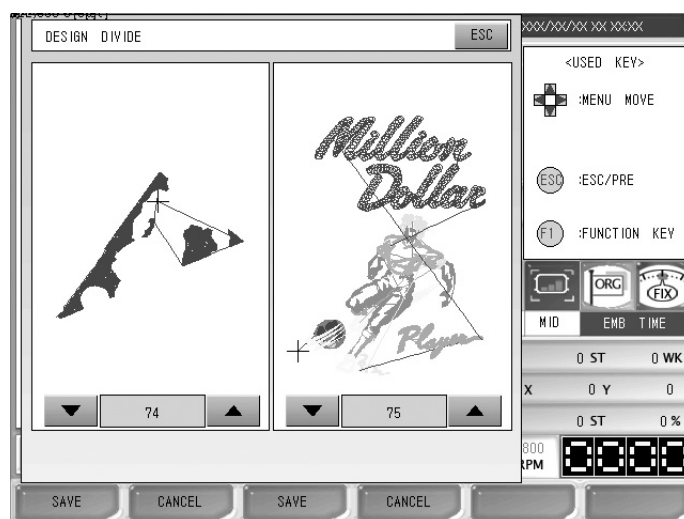 DESIGN DIVIDE
ESC
XXX/XX/XX XX XX:XX
<USED KEY>
:MENU MOVE
ESC :ESC/PRE
F1 :FUNCTION KEY
Million
Dollar
Player
ORG
FIX
MID EMB TIME
0 ST 0 WK
X 0 Y 0
0 ST 0 %
74
75
800
RPM
SAVE CANCEL SAVE CANCEL